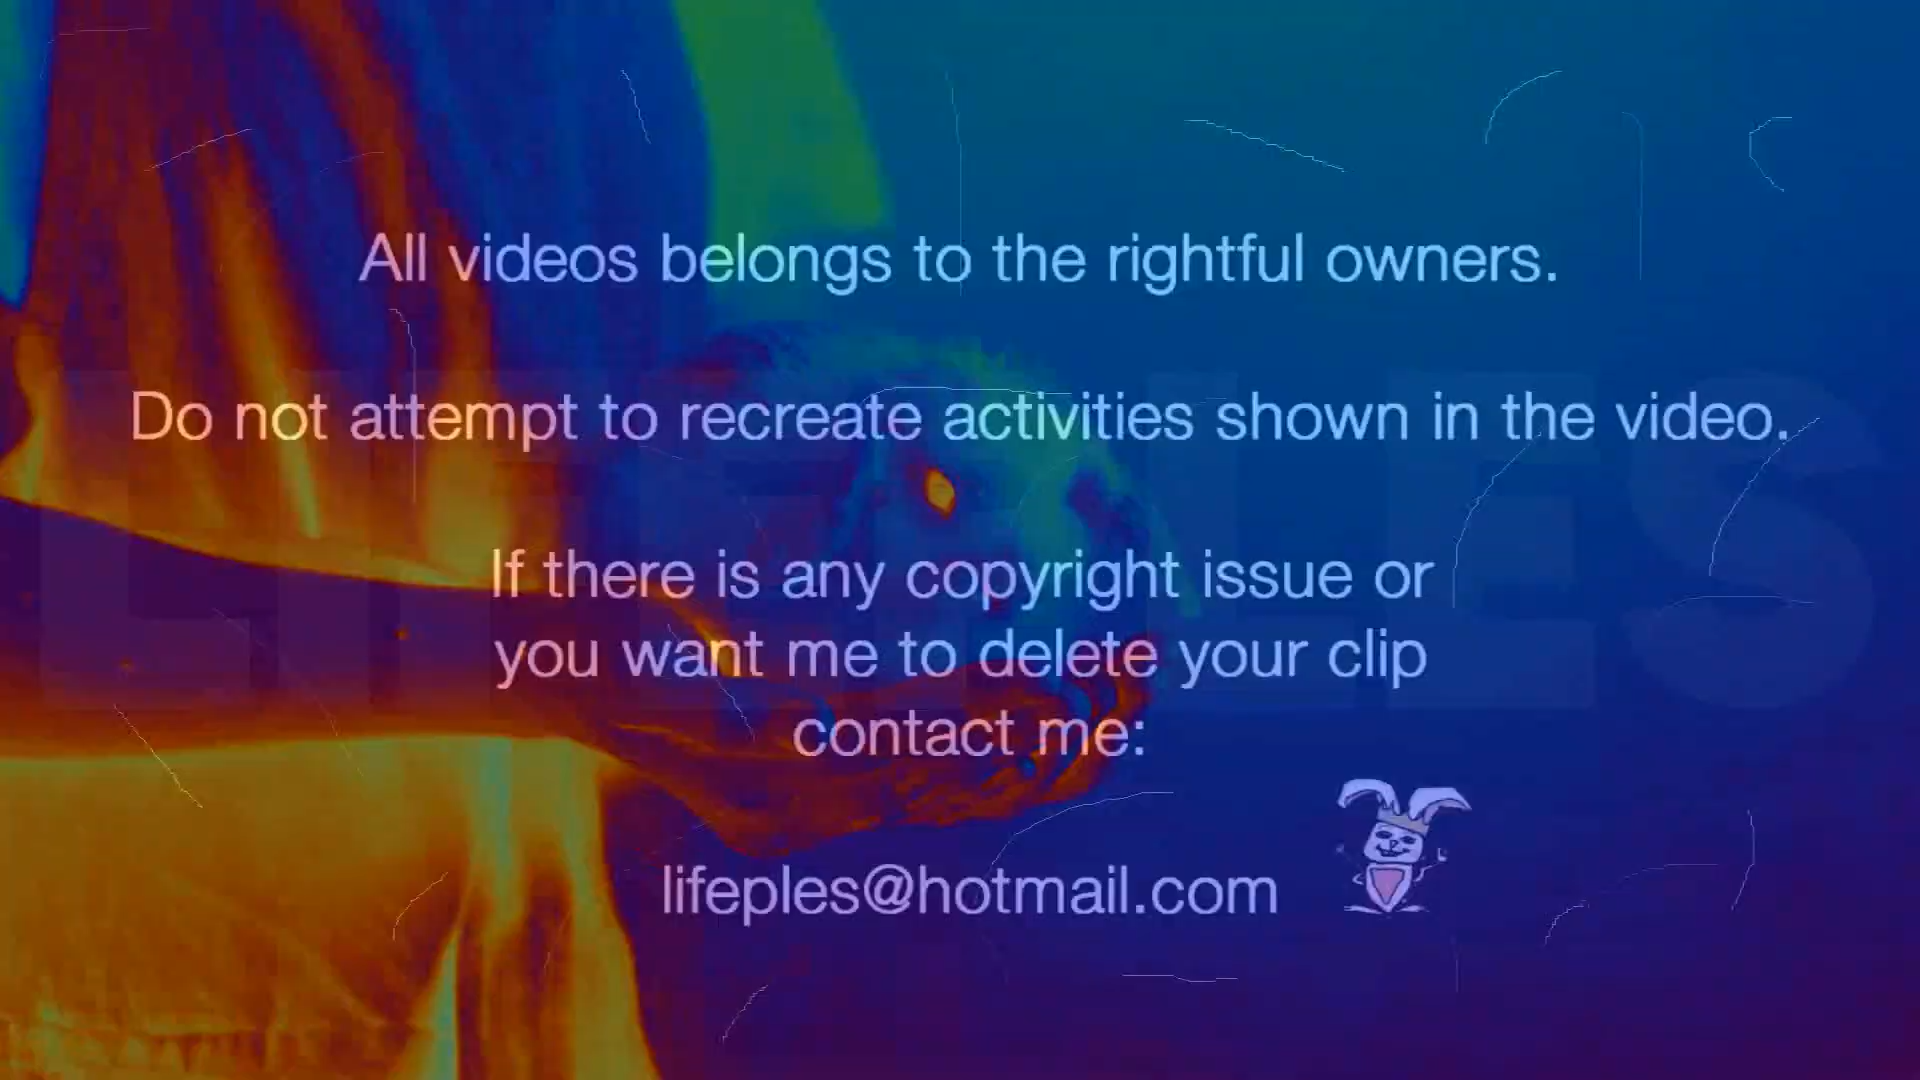 All videos belongs to the rightful owners.
Do not attempt to recreate activities shown in the video.
If there is any copyright issue or
you want me to delete your clip
contact me:
lifeples@hotmail.com